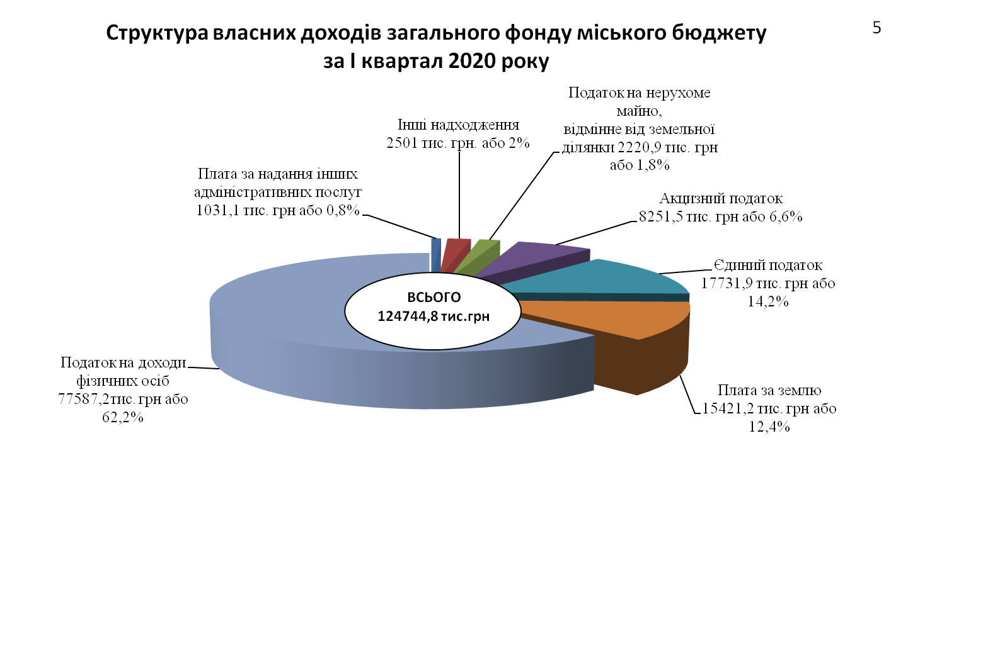 Структура власних доходів загального фонду міського бюджету
за І квартал 2020 року
5
Податок на нерухоме
майно,
відмінне від земельної
ділянки 2220,9 тис. грн
або 1,8%
Інші надходження
2501 тис. грн. або 2%
Плата за надання інших
адміністративних послуг
1031,1 тис. грн або 0,8%
Акцизний податок
8251,5 тис. грн або 6,6%
Єдиний податок
17731,9 тис. грн або
14,2%
ВСЬОГО
124744,8 тис.грн
Податок на доходи
фізичних осіб
77587,2тис. грн або
62,2%
Плата за землю
15421,2 тис. грн або
12,4%